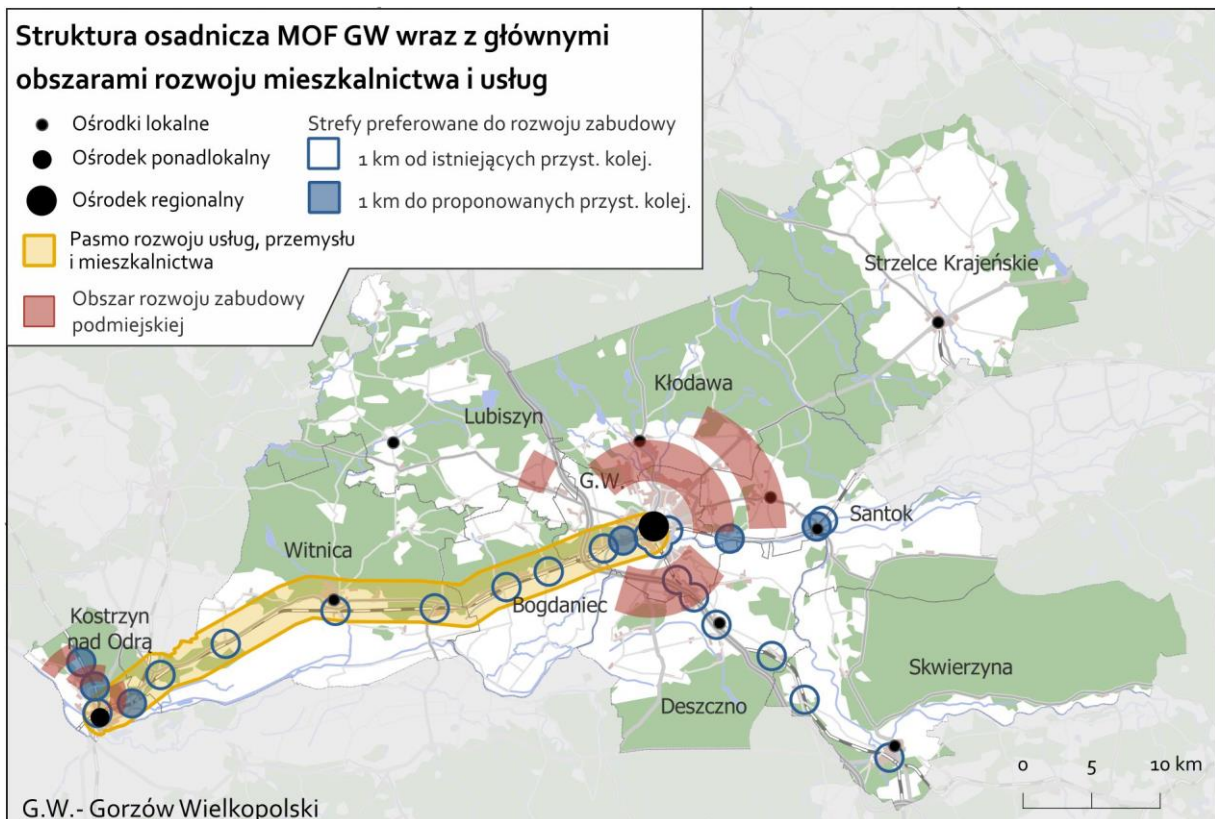 Struktura osadnicza MOF GW wraz z głównymi
obszarami rozwoju mieszkalnictwa i usług
Ośrodki lokalne
Ośrodek ponadlokalny
Ośrodek regionalny
Pasmo rozwoju usług, przemysłu
i mieszkalnictwa
Obszar rozwoju zabudowy
podmiejskiej
Strefy preferowane do rozwoju zabudowy
1 km od istniejących przyst. kolej.
1 km do proponowanych przyst. kolej.
Strzelce Krajeńskie
Kłodawa
Lubiszyn
G.W.
Santok
Witnica
Bogdaniec
Kostrzyn
nad Odrą
Skwierzyna
Deszczno
0 5 10 km
G.W.- Gorzów Wielkopolski